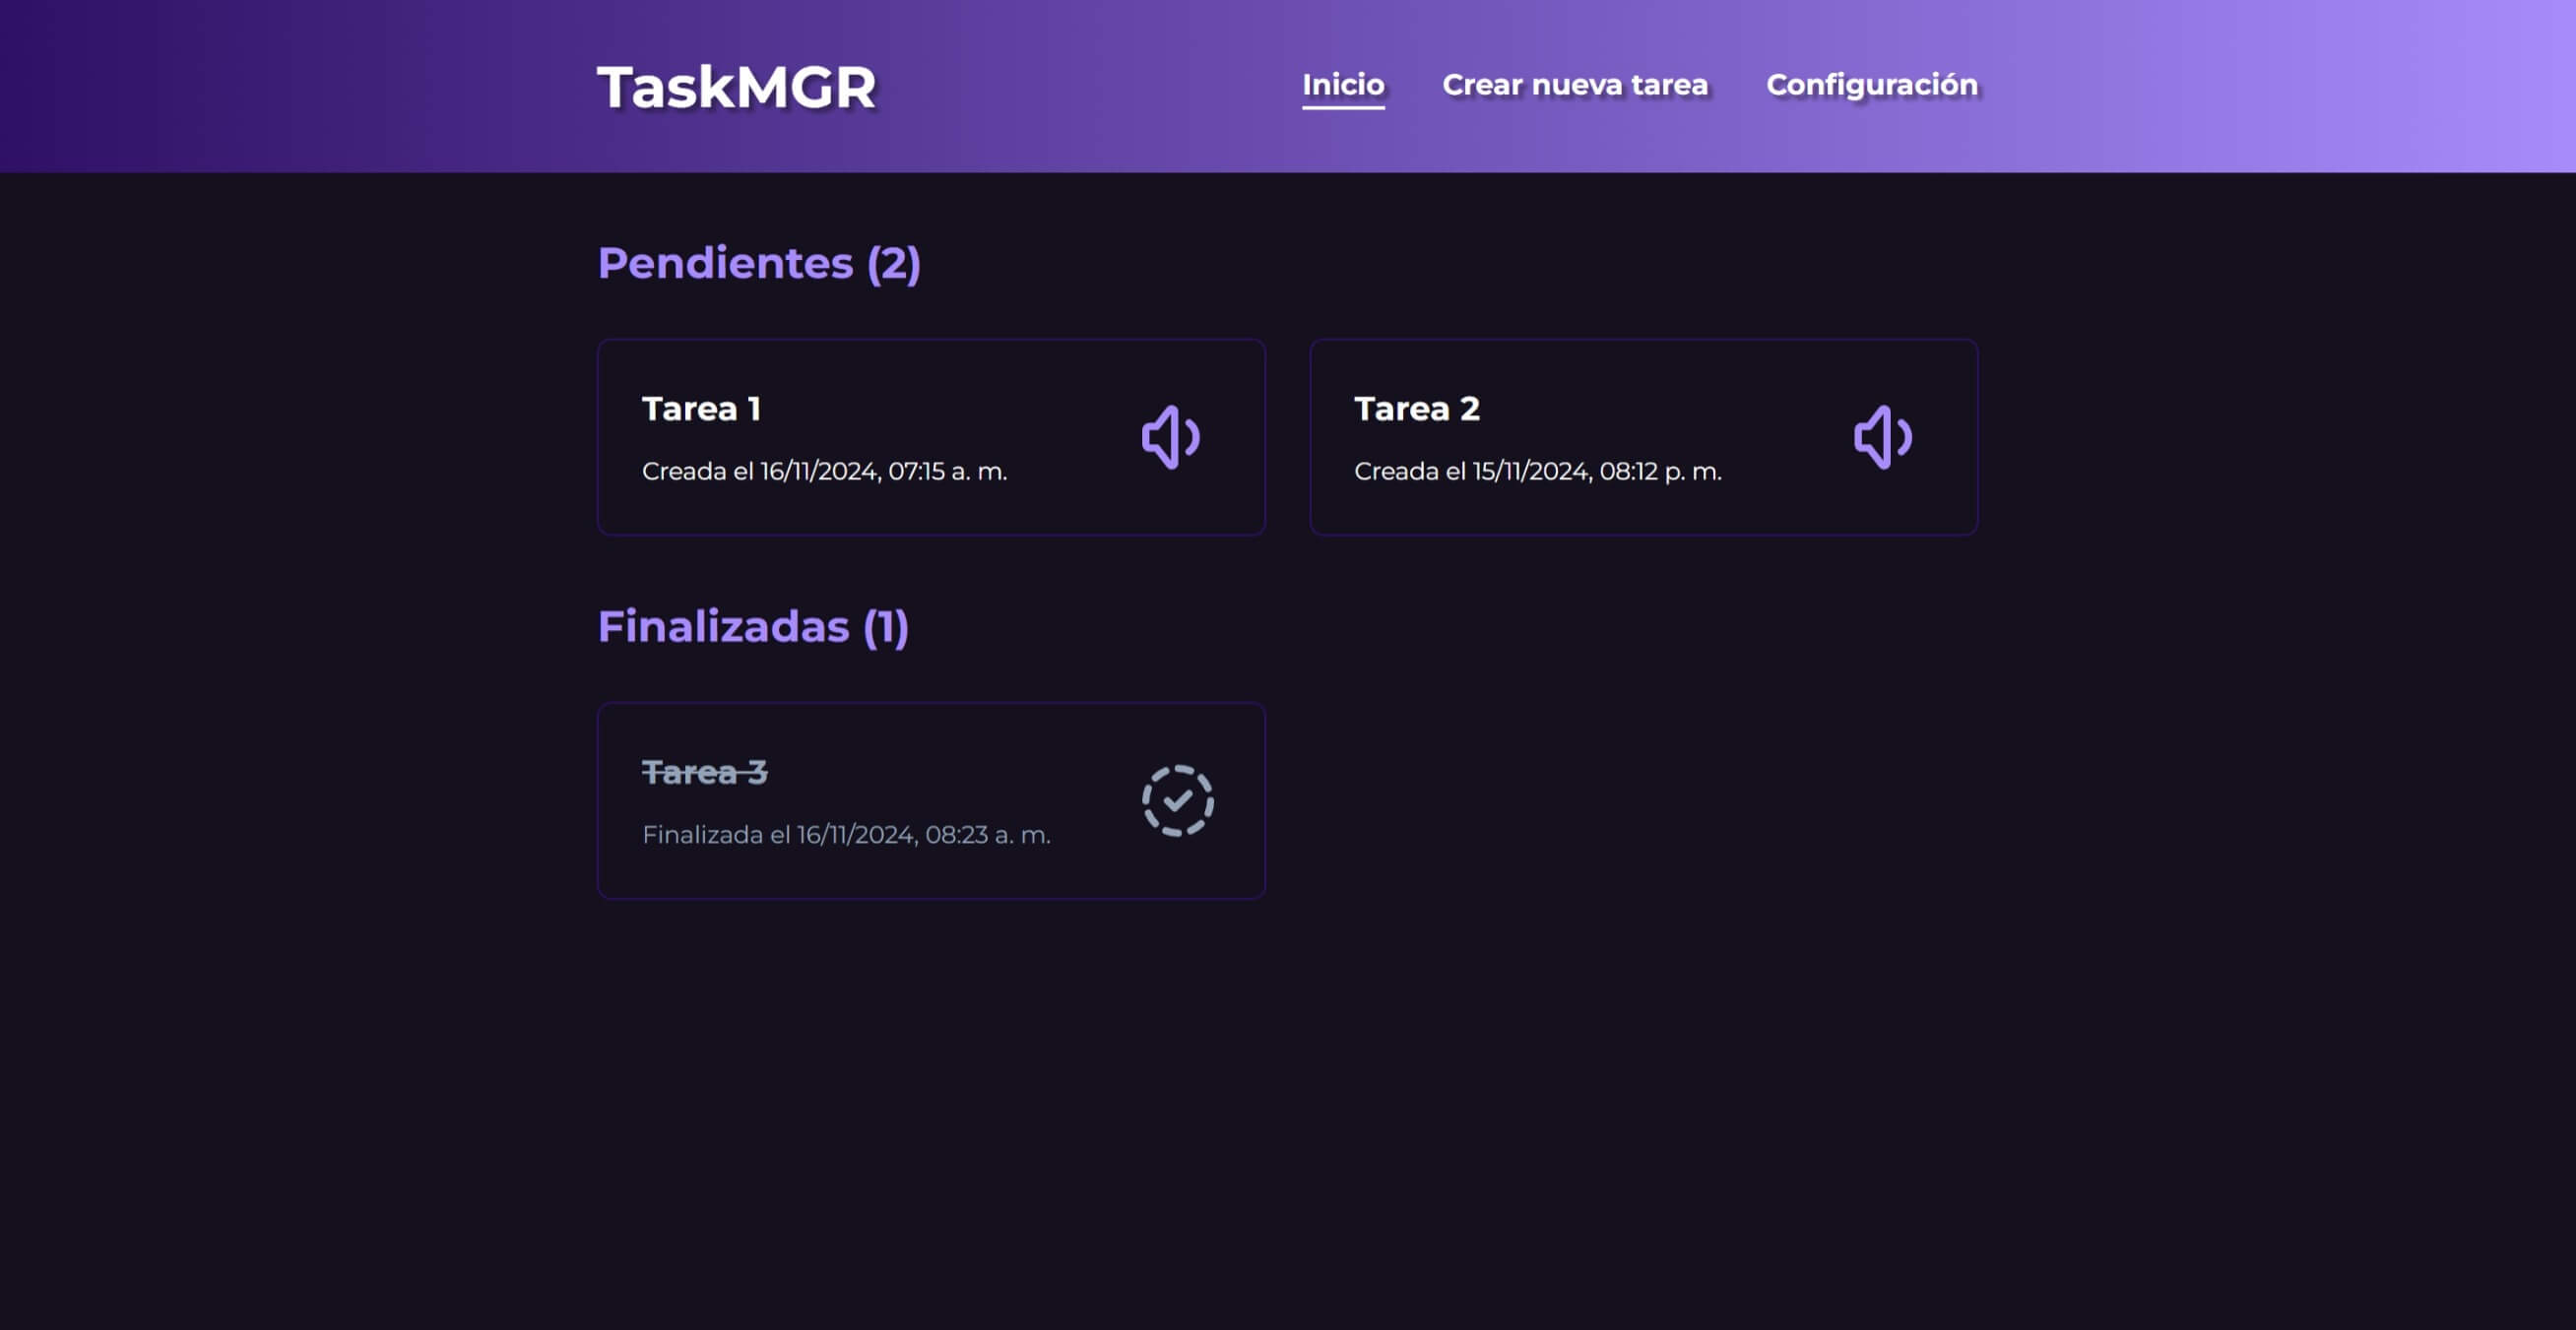 TaskMGR
Inicio
Crear nueva tarea
Configuración
Pendientes (2)
Tarea 1
Creada el 16/11/2024, 07:15 a. m.
Tarea 2
Creada el 15/11/2024, 08:12 p. m.
Finalizadas (1)
Tarea 3
Finalizada el 16/11/2024, 08:23 a. m.